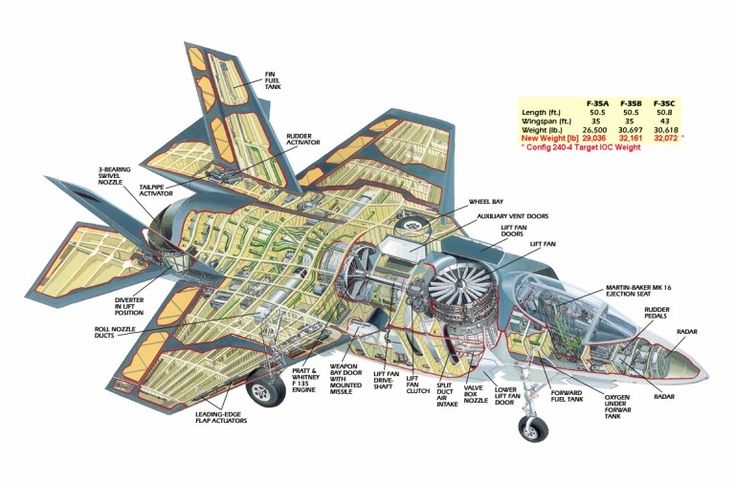 F-35A F-35B F-35C
Length (ft.) 50.5 50.5 50.8
Wingspan (ft.) 35 35 43
Weight (lb.) 26,500 30,697 30,618
New Weight [lb] 29,036 32,161 32,072 *
* Config 240-4 Target IOC Weight
FIN
FUEL
TANK
RUDDER
ACTUATOR
3-BEARING
SWIVEL
NOZZLE
TAILPIPE
ACTIVATOR
WHEEL BAY
AUXILIARY VENT DOORS
LIFT FAN
DOORS
LIFT FAN
MARTIN-BAKER MK 16
EJECTION SEAT
RUDDER
PEDALS
RADAR
DIVERTER
IN LIFT
POSITION
ROLL NOZZLE
DUCTS
LEADING-EDGE
FLAP ACTUATORS
PRATT &
WHITNEY
F 135
ENGINE
WEAPON
BAY DOOR
WITH
MOUNTED
MISSILE
LIFT FAN
DRIVE-
SHAFT
LIFT
FAN
CLUTCH
SPLIT
DUCT
AIR
INTAKE
VALVE
BOX
NOZZLE
LOWER
LIFT FAN
DOOR
FORWARD
FUEL TANK
OXYGEN
UNDER
FORWAR
TANK
RADAR